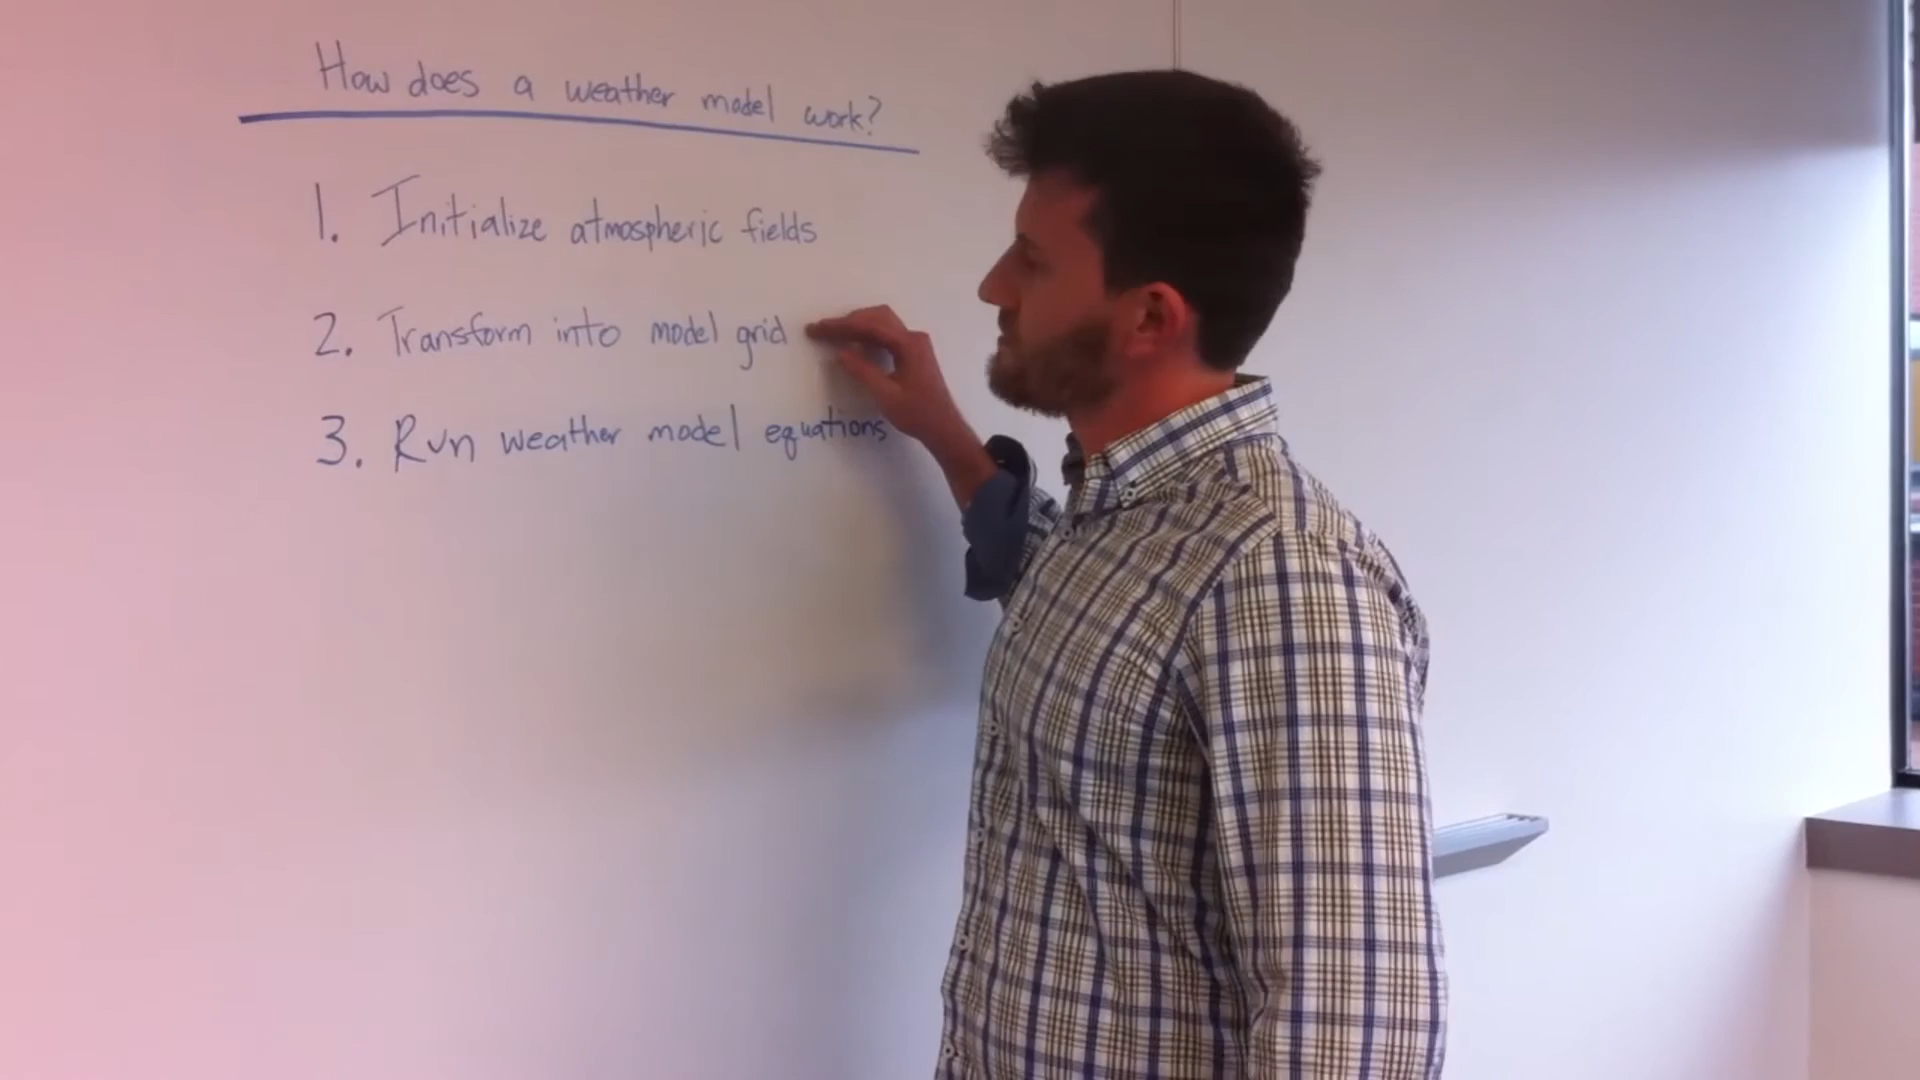 How does a weather model work?
1. Initialize atmospheric fields
2. Transform into model grid
3. Run weather model equations